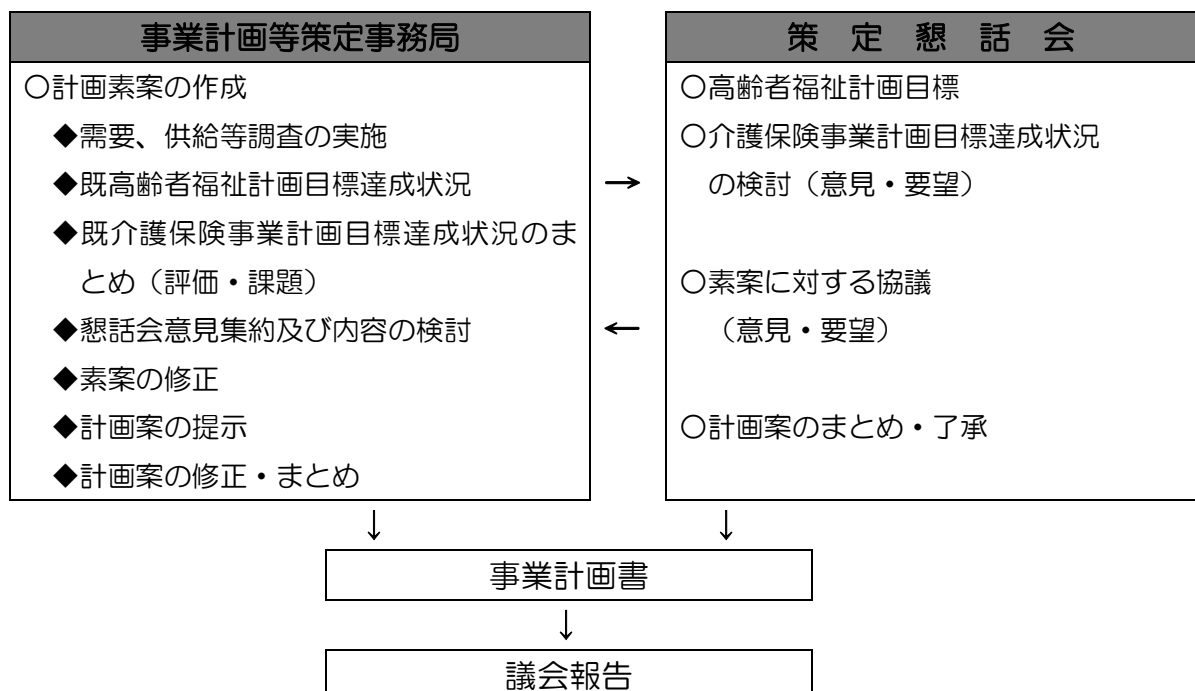 事業計画等策定事務局
〇計画素案の作成
◆需要、供給等調査の実施
◆既高齢者福祉計画目標達成状況
◆既介護保険事業計画目標達成状況のま
とめ（評価・課題）
◆懇話会意見集約及び内容の検討
◆素案の修正
◆計画案の提示
◆計画案の修正・まとめ
→
←
策 定 懇 話 会
〇高齢者福祉計画目標
〇介護保険事業計画目標達成状況
の検討（意見・要望）
〇素案に対する協議
（意見・要望）
〇計画案のまとめ・了承
↓ ↓
事業計画書
↓
議会報告